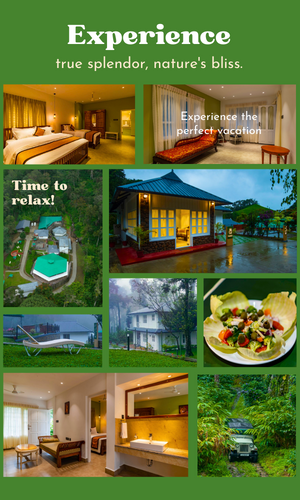 Experience
true splendor, nature's bliss.
Experience the
perfect vacation
Time to
relax!